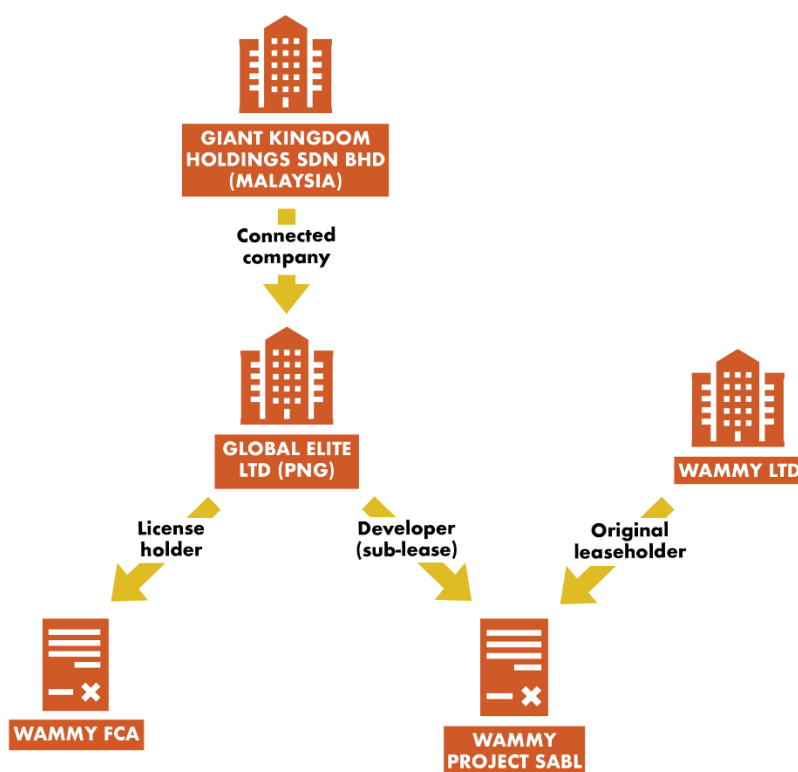 GIANT KINGDOM
HOLDINGS SDN BHD
(MALAYSIA)
Connected
company
GLOBAL ELITE
LTD (PNG)
WAMMY LTD
License
holder
Developer
(sub-lease)
Original
leaseholder
WAMMY FCA
WAMMY
PROJECT SABL